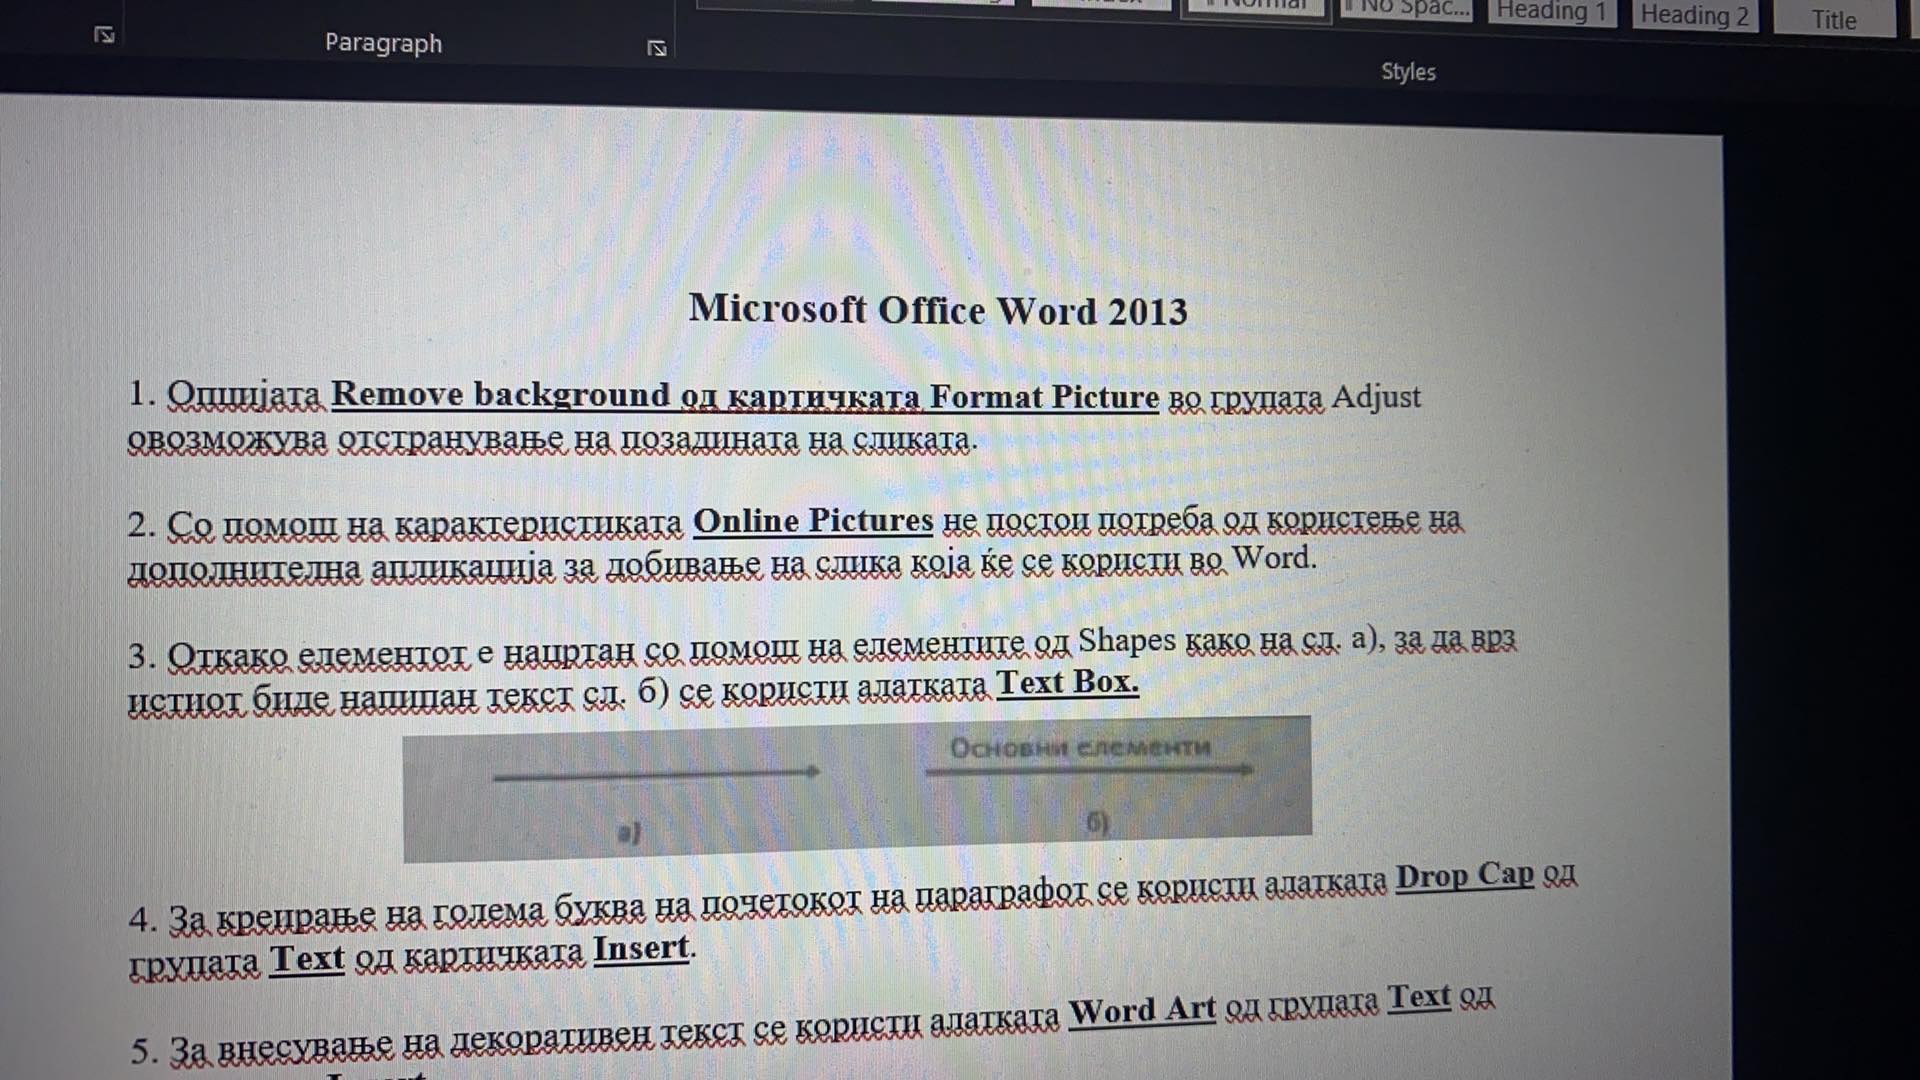 Paragraph
Styles
Normal
No Spac...
Heading 1
Heading 2
Title
Microsoft Office Word 2013
1. Опцијата Remove background од картичката Format Picture во групата Adjust
овозможува отстранување на позадината на сликата.
2. Со помош на карактеристиката Online Pictures не постои потреба од користење на
дополнителна апликација за добивање на слика која ќе се користи во Word.
3. Откако елементот е нацртан со помош на елементите од Shapes како на сл. а), за да врз
истиот биде напипан текст сл. б) се користи алатката Text Box.
Основни елементи
а)
б)
4. За креирање на голема буква на почетокот на параграфот се користи алатката Drop Cap од
групата Text од картичката Insert.
5. За внесување на декоративен текст се користи алатката Word Art од групата Text од